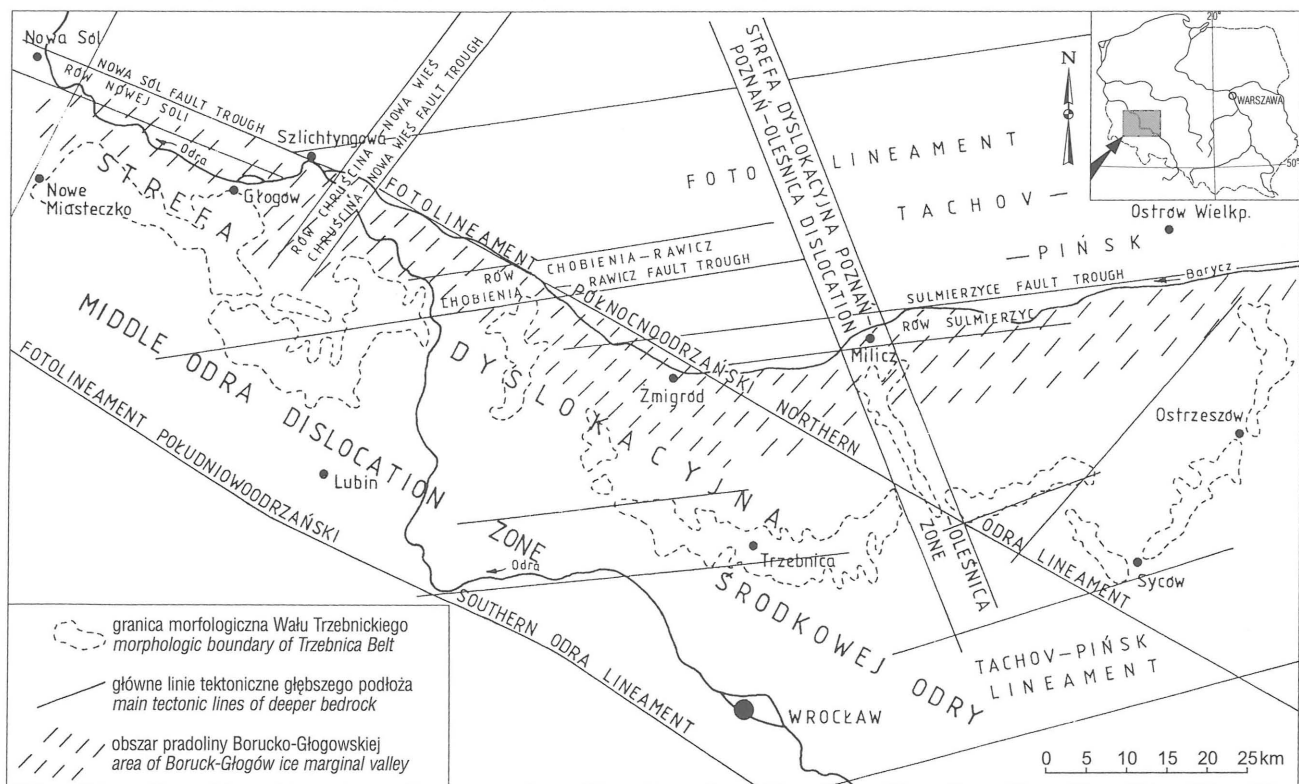 Nowa Sól
NOWA SÓL FAULT TROUGH
RÓW NOWEJ SOLI
Odra
Szlichtyngowa
Nowe
Miasteczko
Głogów
RÓW CHRUŚCINA-NOWA WIEŚ
CHRUŚCINA-NOWA WIEŚ FAULT TROUGH
STREFA
DYSLOKACYJNA
ŚRODKOWEJ ODRY
MIDDLE ODRA DISLOCATION
ZONE
FOTOLINEAMENT PÓŁNOCNOODRZAŃSKI
NORTHERN ODRA LINEAMENT
FOTOLINEAMENT POŁUDNIOWOODRZAŃSKI
SOUTHERN ODRA LINEAMENT
RÓW CHOBIENIA-RAWICZ
CHOBIENIA RAWICZ FAULT TROUGH
STREFA DYSLOKACYJNA POZNAŃ
-OLEŚNICA
POZNAŃ-OLEŚNICA DISLOCATION
ZONE
FOTOLINEAMENT
TACHOV-
-PIŃSK
N
20°
WARSZAWA
50°
Ostrów Wielkp.
SULMIERZYCE FAULT TROUGH
Barycz
RÓW SULMIERZYC
Milicz
Żmigród
Ostrzeszów
Lubin
Trzebnica
Syców
Odra
TACHOV-PIŃSK
LINEAMENT
WROCŁAW
granica morfologiczna Wału Trzebnickiego
morphologic boundary of Trzebnica Belt
główne linie tektoniczne głębszego podłoża
main tectonic lines of deeper bedrock
obszar pradoliny Borucko-Głogowskiej
area of Boruck-Głogów ice marginal valley
0 5 10 15 20 25 km